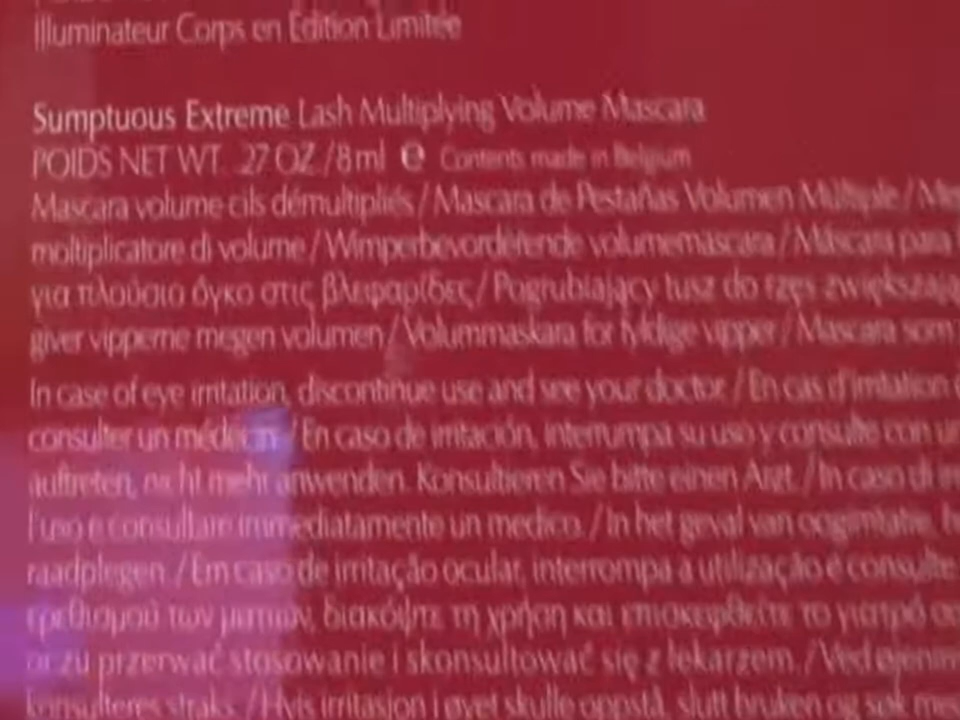 Illuminateur Corps en Édition Limitée
Sumptuous Extreme Lash Multiplying Volume Mascara
POIDS NET WT. .27 OZ./8 ml e Contents made in Belgium
Mascara volume cils démultipliés / Mascara de Pestañas Volumen Múltiple /
moltiplicatore di volume / Wimperbevorderende volumemascara / Máscara para
για πλούσιο όγκο στις βλεφαρίδες / Pogrubiający tusz do rzęs
giver vipperne megen volumen / Volummaskara for fyldige vipper / Mascara som
In case of eye irritation, discontinue use and see your doctor. / En cas d'irritation
consulter un médecin. / En caso de irritación, interrumpa su uso y consulte con
auftreten, nicht mehr anwenden. Konsultieren Sie bitte einen Arzt. / In caso di
l'uso e consultare immediatamente un medico. / In het geval van oogirritatie,
raadplegen. / Em caso de irritação ocular, interrompa a utilização e consulte
ερεθισμού των ματιών, διακόψτε τη χρήση και επισκεφθείτε το γιατρό
oczu przerwać stosowanie i skonsultować się z lekarzem. / Ved øjenirr
konsulteres straks. / Hvis irritasjon i øyet skulle oppstå, slutt bruken og søk